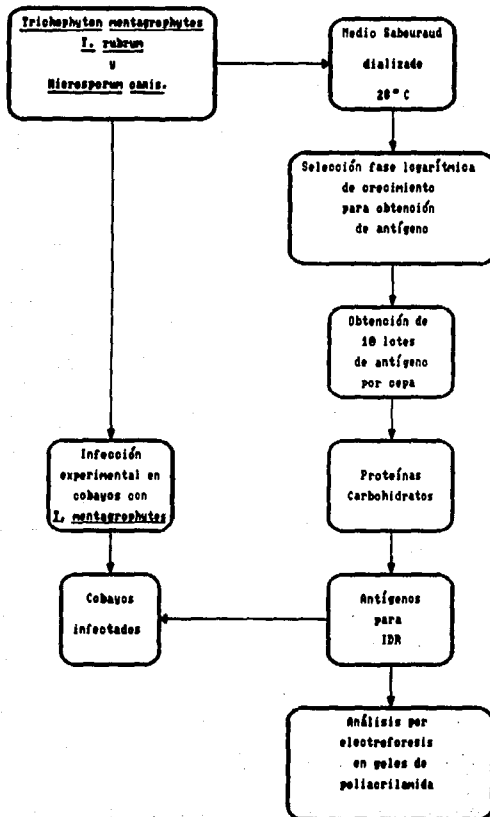 Trichophyton mentagrophytes
T. rubrum
y
Microsporum canis.
Medio Sabouraud
dializado
28° C
Selección fase logarítmica
de crecimiento
para obtención
de antígeno
Obtención de
10 lotes
de antígeno
por cepa
Infección
experimental en
cobayos con
T. mentagrophytes
Proteínas
Carbohidratos
Cobayos
infectados
Antígenos
para
IDR
Análisis por
electroforesis
en geles de
poliacrilamida